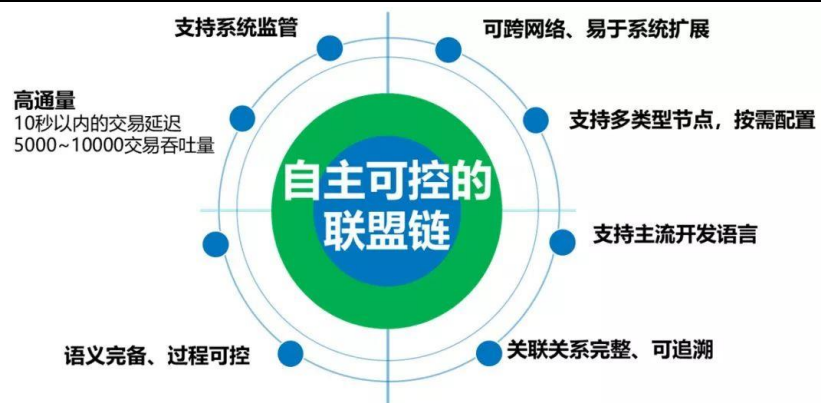 支持系统监管
可跨网络、易于系统扩展
高通量
10秒以内的交易延迟
5000~10000交易吞吐量
支持多类型节点，按需配置
自主可控的
联盟链
支持主流开发语言
语义完备、过程可控
关联关系完整、可追溯